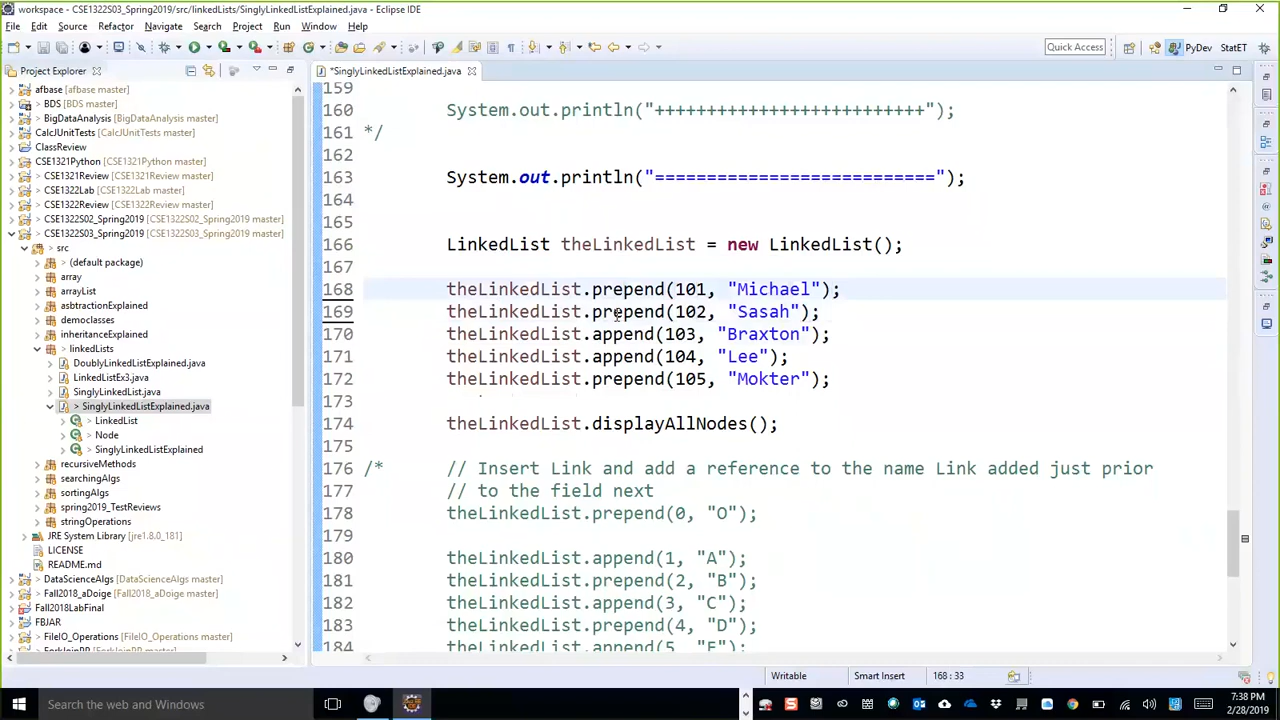 workspace - CSE1322S03_Spring2019/src/linkedLists/SinglyLinkedListExplained.java - Eclipse IDE
File Edit Source Refactor Navigate Search Project Run Window Help
Quick Access PyDev StatET
Project Explorer
*SinglyLinkedListExplained.java
afbase (afbase master)
BDS (BDS master)
BigDataAnalysis (BigDataAnalysis master)
CalcJUnitTests (CalcJUnitTests master)
ClassReview
CSE1321Python (CSE1321Python master)
CSE1321Review (CSE1321Review master)
CSE1322Lab (CSE1322Lab master)
CSE1322Review (CSE1322Review master)
CSE1322S02_Spring2019 (CSE1322S02_Spring2019 master)
CSE1322S03_Spring2019 (CSE1322S03_Spring2019 master)
> src
(default package)
array
arrayList
asbtractionExplained
democlasses
inheritanceExplained
linkedLists
DoublyLinkedListExplained.java
LinkedListEx3.java
SinglyLinkedList.java
> SinglyLinkedListExplained.java
LinkedList
Node
SinglyLinkedListExplained
recursiveMethods
searchingAlgs
sortingAlgs
spring2019_TestReviews
stringOperations
JRE System Library [jre1.8.0_181]
LICENSE
README.md
DataScienceAlgs (DataScienceAlgs master)
> Fall2018_aDoige (Fall2018_aDoige master)
Fall2018LabFinal
FBJAR
> FileIO_Operations (FileIO_Operations master)
159
160 System.out.println("++++++++++++++++++++++++++");
161 */
162
163 System.out.println("===========================");
164
165
166 LinkedList theLinkedList = new LinkedList();
167
168 theLinkedList.prepend(101, "Michael");
169 theLinkedList.prepend(102, "Sasah");
170 theLinkedList.append(103, "Braxton");
171 theLinkedList.append(104, "Lee");
172 theLinkedList.prepend(105, "Mokter");
173
174 theLinkedList.displayAllNodes();
175
176 /* // Insert Link and add a reference to the name Link added just prior
177 // to the field next
178 theLinkedList.prepend(0, "O");
179
180 theLinkedList.append(1, "A");
181 theLinkedList.prepend(2, "B");
182 theLinkedList.append(3, "C");
183 theLinkedList.prepend(4, "D");
184 theLinkedList.append(5, "E");
Writable Smart Insert 168 : 33
Search the web and Windows
7:38 PM
2/28/2019